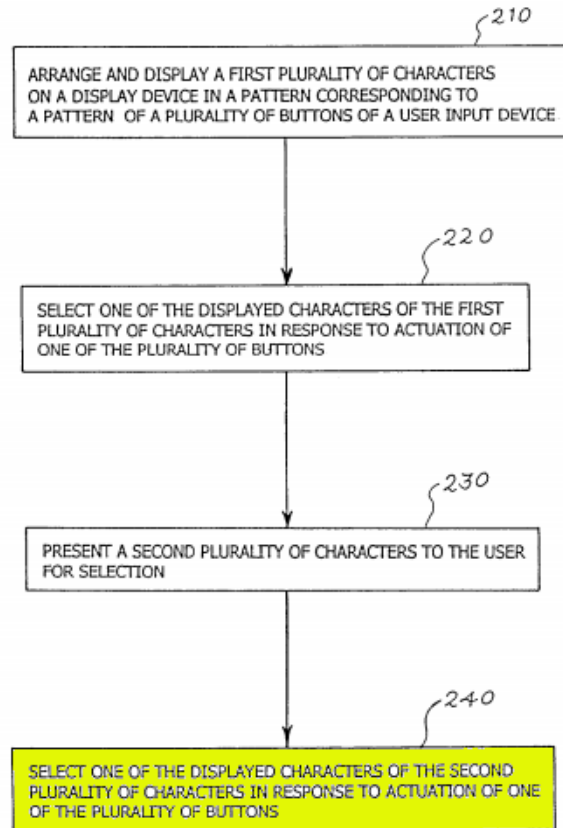 210
ARRANGE AND DISPLAY A FIRST PLURALITY OF CHARACTERS
ON A DISPLAY DEVICE IN A PATTERN CORRESPONDING TO
A PATTERN OF A PLURALITY OF BUTTONS OF A USER INPUT DEVICE
220
SELECT ONE OF THE DISPLAYED CHARACTERS OF THE FIRST
PLURALITY OF CHARACTERS IN RESPONSE TO ACTUATION OF
ONE OF THE PLURALITY OF BUTTONS
230
PRESENT A SECOND PLURALITY OF CHARACTERS TO THE USER
FOR SELECTION
240
SELECT ONE OF THE DISPLAYED CHARACTERS OF THE SECOND
PLURALITY OF CHARACTERS IN RESPONSE TO ACTUATION OF ONE
OF THE PLURALITY OF BUTTONS